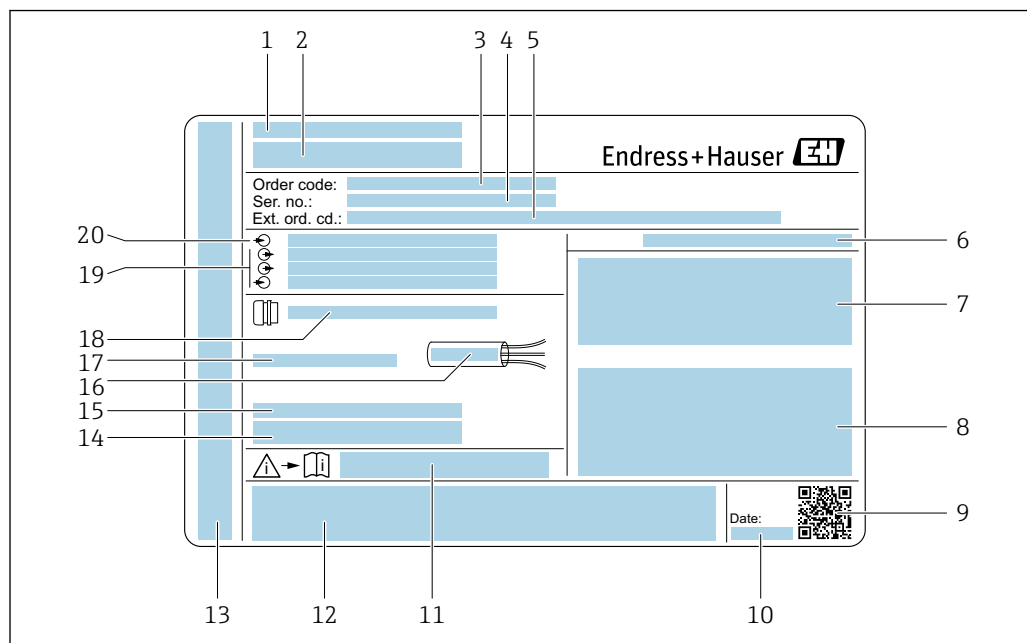 1 2 3 4 5
Endress+Hauser EH
Order code:
Ser. no.:
Ext. ord. cd.:
20
19
6
7
18
17
16
15
14
8
i i
Date:
9
13 12 11 10